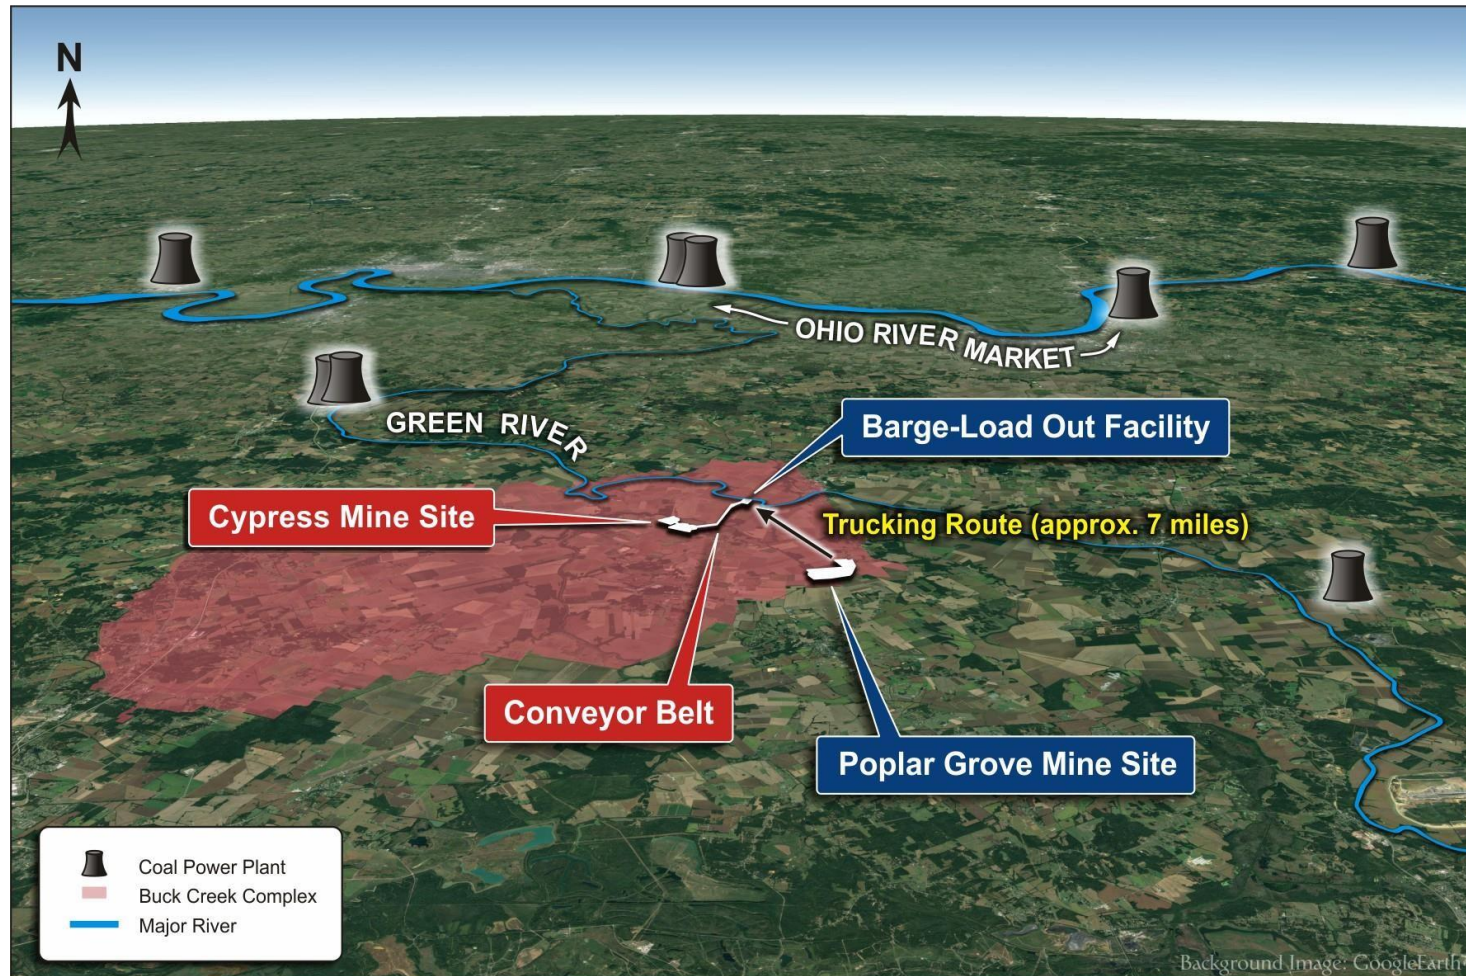 N
OHIO RIVER MARKET
GREEN RIVER
Barge-Load Out Facility
Cypress Mine Site
Trucking Route (approx. 7 miles)
Conveyor Belt
Poplar Grove Mine Site
Coal Power Plant
Buck Creek Complex
Major River
Background Image: GoogleEarth